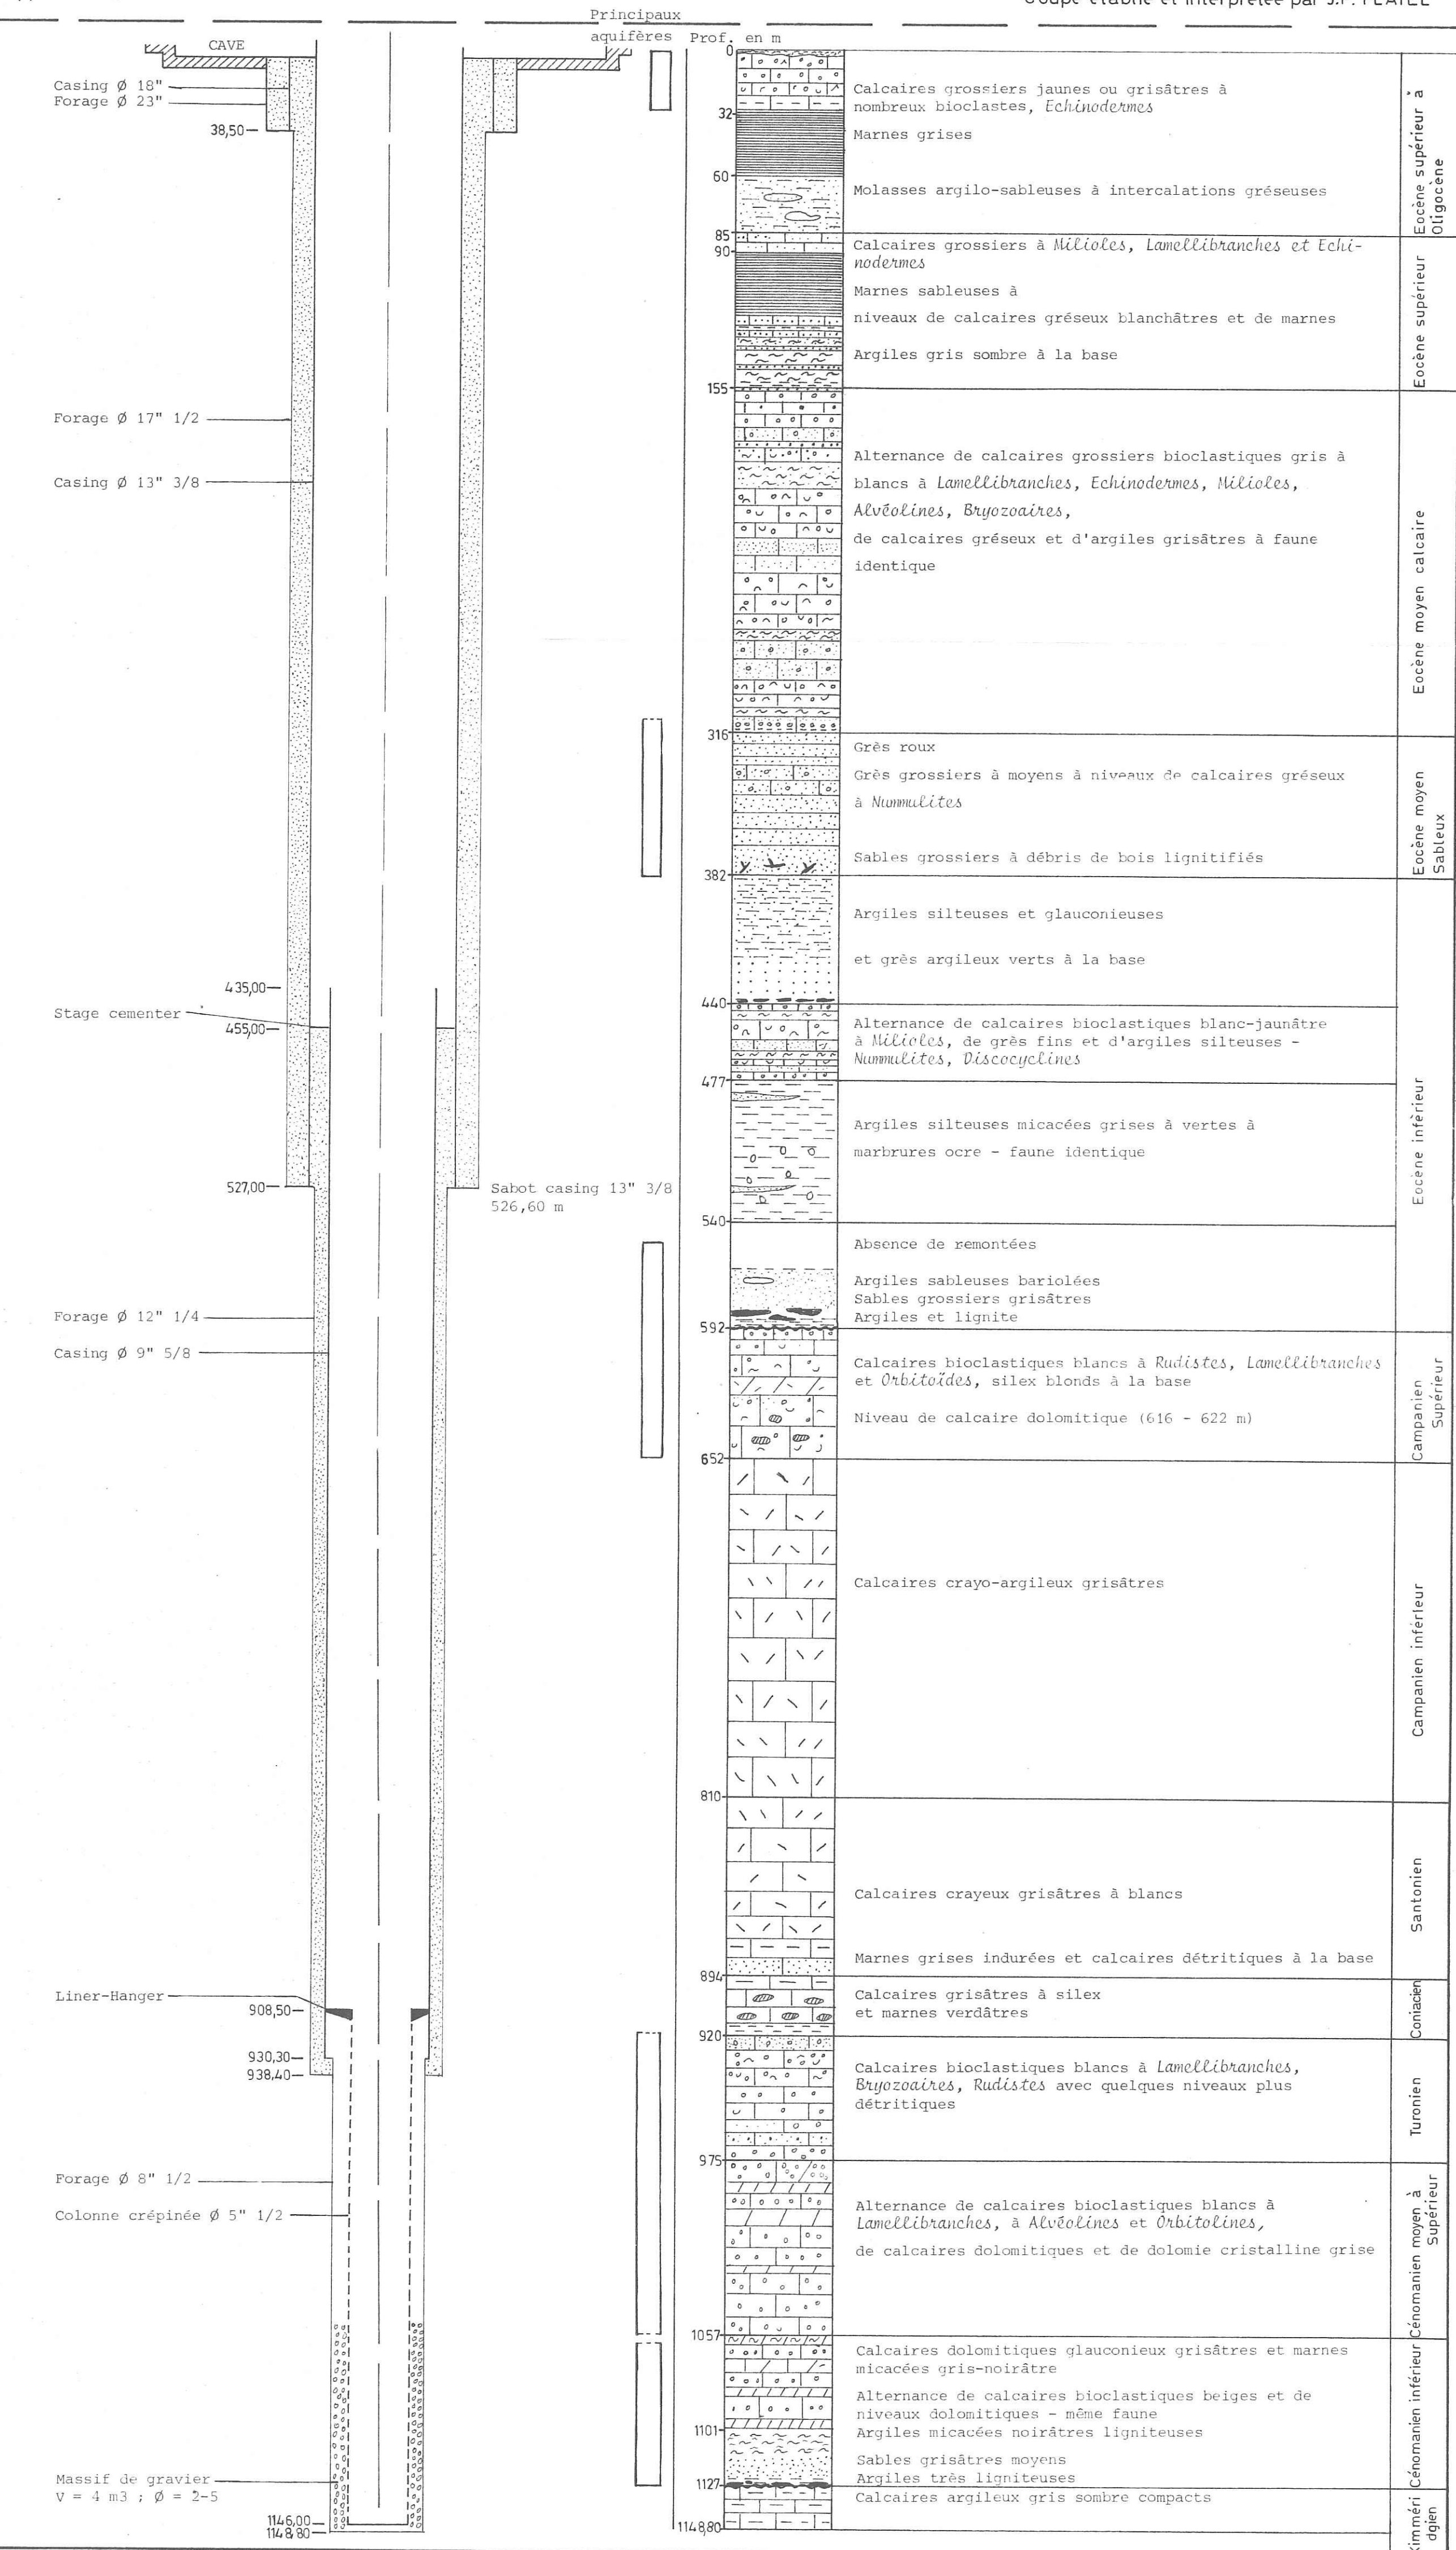 Principaux
aquifères
Prof. en m
CAVE
Casing Ø 18"
Forage Ø 23"
38,50
Forage Ø 17" 1/2
Casing Ø 13" 3/8
435,00
Stage cementer
455,00
527,00
Sabot casing 13" 3/8
526,60 m
Forage Ø 12" 1/4
Casing Ø 9" 5/8
Liner-Hanger
908,50
930,30
938,40
Forage Ø 8" 1/2
Colonne crépinée Ø 5" 1/2
Massif de gravier
V = 4 m3 ; Ø = 2-5
1146,00
1148,80
0
Calcaires grossiers jaunes ou grisâtres à
nombreux bioclastes, Echinodermes
32
Marnes grises
60
Molasses argilo-sableuses à intercalations gréseuses
Eocène supérieur à
Oligocène
85
Calcaires grossiers à Milioles, Lamellibranches et Echi-
nodermes
90
Marnes sableuses à
niveaux de calcaires gréseux blanchâtres et de marnes
Argiles gris sombre à la base
Eocène supérieur
155
Alternance de calcaires grossiers bioclastiques gris à
blancs à Lamellibranches, Echinodermes, Milioles,
Alvéolines, Bryozoaires,
de calcaires gréseux et d'argiles grisâtres à faune
identique
Eocène moyen calcaire
316
Grès roux
Grès grossiers à moyens à niveaux de calcaires gréseux
à Nummulites
Sables grossiers à débris de bois lignitifiés
Eocène moyen
Sableux
382
Argiles silteuses et glauconieuses
et grès argileux verts à la base
440
Alternance de calcaires bioclastiques blanc-jaunâtre
à Milioles, de grès fins et d'argiles silteuses -
Nummulites, Discocyclines
477
Argiles silteuses micacées grises à vertes à
marbrures ocre - faune identique
Eocène inférieur
540
Absence de remontées
Argiles sableuses bariolées
Sables grossiers grisâtres
Argiles et lignite
592
Calcaires bioclastiques blancs à Rudistes, Lamellibranches
et Orbitoïdes, silex blonds à la base
Niveau de calcaire dolomitique (616 - 622 m)
Campanien
Supérieur
652
Calcaires crayo-argileux grisâtres
Campanien inférieur
810
Calcaires crayeux grisâtres à blancs
Marnes grises indurées et calcaires détritiques à la base
Santonien
894
Calcaires grisâtres à silex
et marnes verdâtres
Coniacien
920
Calcaires bioclastiques blancs à Lamellibranches,
Bryozoaires, Rudistes avec quelques niveaux plus
détritiques
Turonien
975
Alternance de calcaires bioclastiques blancs à
Lamellibranches, à Alvéolines et Orbitolines,
de calcaires dolomitiques et de dolomie cristalline grise
Cénomanien moyen à
Supérieur
1057
Calcaires dolomitiques glauconieux grisâtres et marnes
micacées gris-noirâtre
Alternance de calcaires bioclastiques beiges et de
niveaux dolomitiques - même faune
1101
Argiles micacées noirâtres ligniteuses
Sables grisâtres moyens
Argiles très ligniteuses
Cénomanien inférieur
1127
Calcaires argileux gris sombre compacts
1148,80
Kimméri
dgien